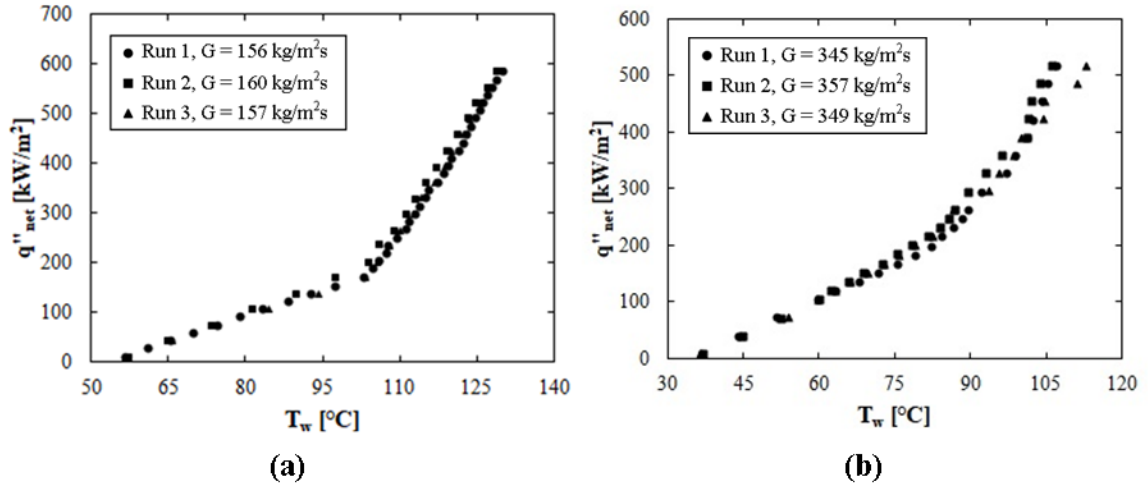 700
600
500
400
300
200
100
0
Run 1, G = 156 kg/m²s
Run 2, G = 160 kg/m²s
Run 3, G = 157 kg/m²s
q"net [kW/m²]
50 65 80 95 110 125 140
Tw [°C]
(a)
600
500
400
300
200
100
0
Run 1, G = 345 kg/m²s
Run 2, G = 357 kg/m²s
Run 3, G = 349 kg/m²s
q"net [kW/m²]
30 45 60 75 90 105 120
Tw [°C]
(b)